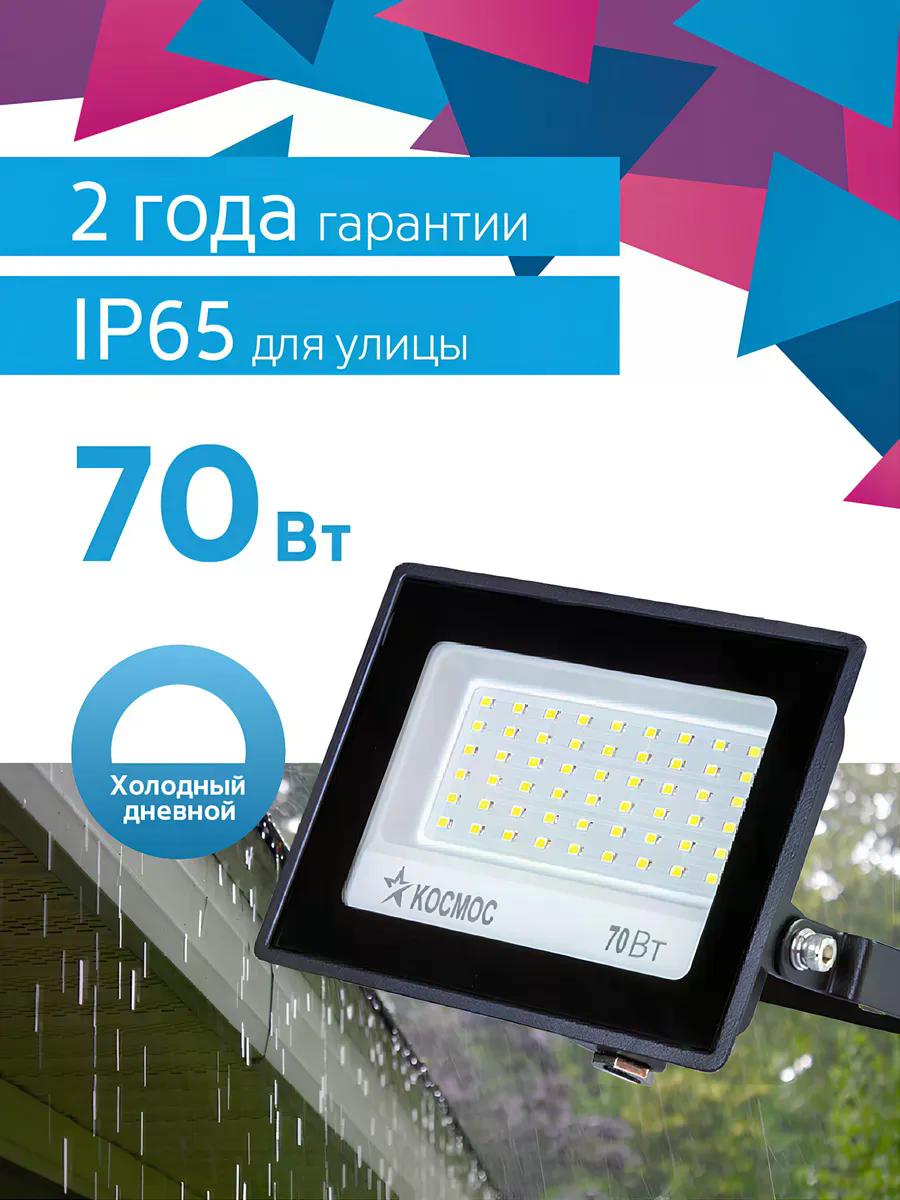 2 года гарантии
IP65 для улицы
70 Вт
Холодный
дневной
КОСМОС
70Вт